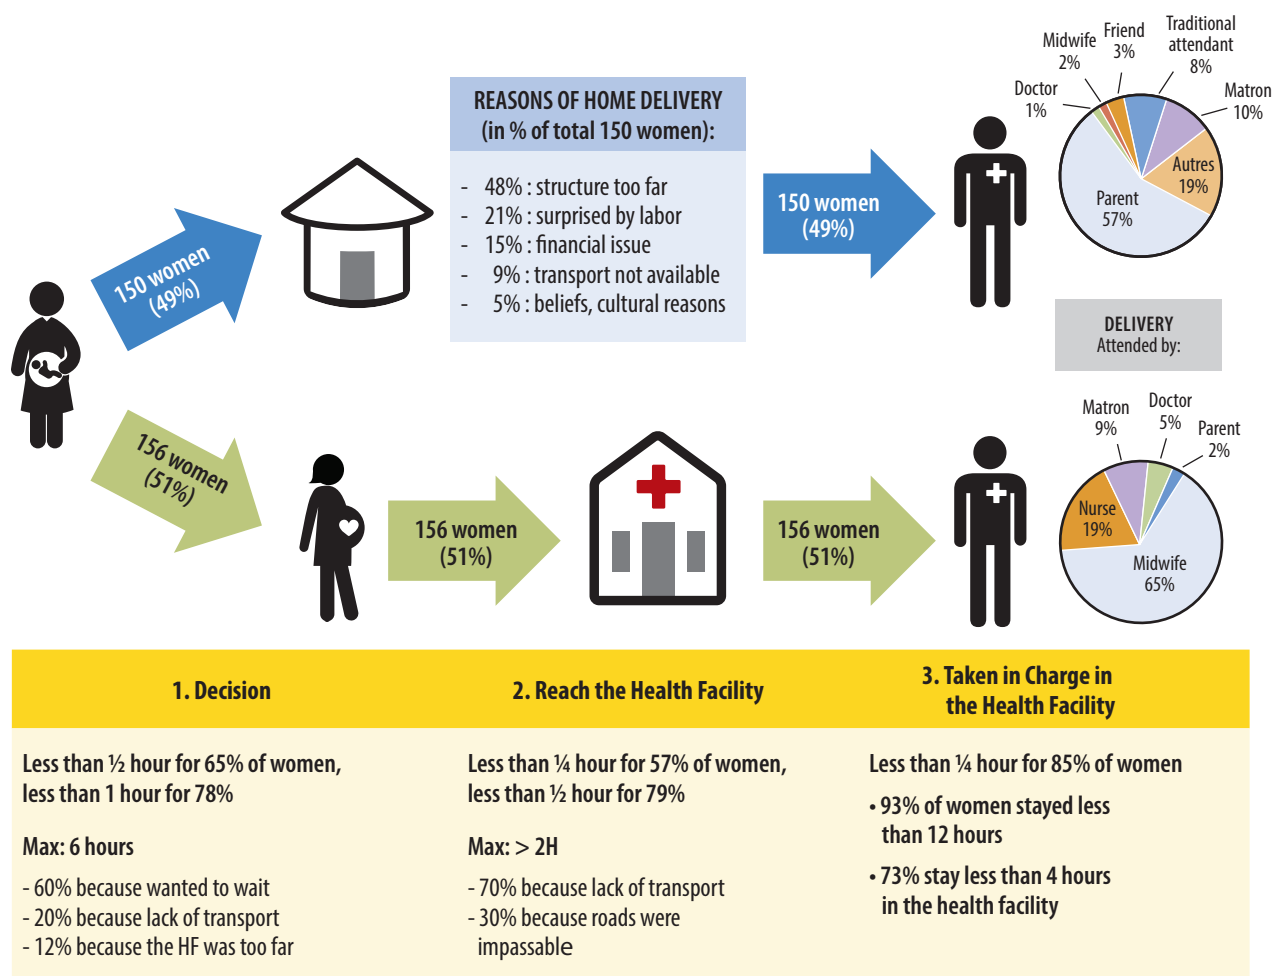 150 women
(49%)
REASONS OF HOME DELIVERY
(in % of total 150 women):
- 48% : structure too far
- 21% : surprised by labor
- 15% : financial issue
- 9% : transport not available
- 5% : beliefs, cultural reasons
150 women
(49%)
Doctor
1%
Midwife
2%
Friend
3%
Traditional
attendant
8%
Matron
10%
Autres
19%
Parent
57%
DELIVERY
Attended by:
156 women
(51%)
156 women
(51%)
156 women
(51%)
Matron
9%
Doctor
5%
Parent
2%
Nurse
19%
Midwife
65%
1. Decision
Less than ½ hour for 65% of women,
less than 1 hour for 78%
Max: 6 hours
- 60% because wanted to wait
- 20% because lack of transport
- 12% because the HF was too far
2. Reach the Health Facility
Less than ¼ hour for 57% of women,
less than ½ hour for 79%
Max: > 2H
- 70% because lack of transport
- 30% because roads were
impassable
3. Taken in Charge in
the Health Facility
Less than ¼ hour for 85% of women
• 93% of women stayed less
than 12 hours
• 73% stay less than 4 hours
in the health facility